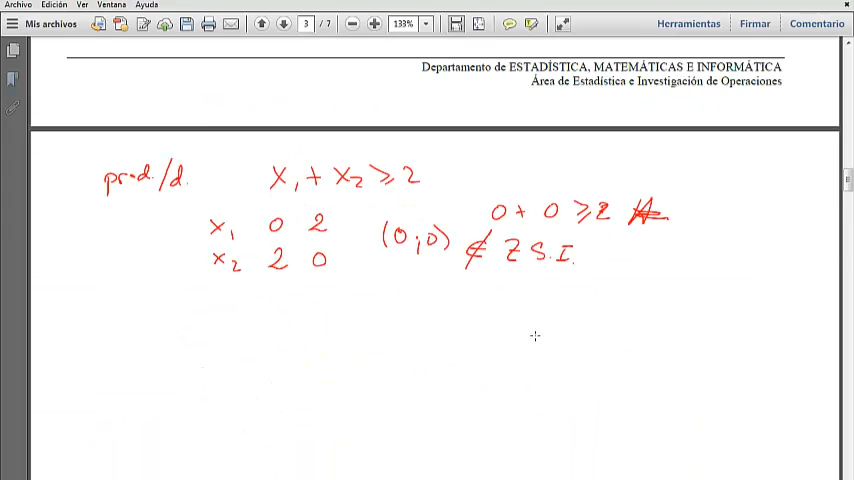 Archivo Edición Ver Ventana Ayuda
Mis archivos 3 / 7 133% Herramientas Firmar Comentario
Departamento de ESTADÍSTICA, MATEMÁTICAS E INFORMÁTICA
Área de Estadística e Investigación de Operaciones
prod./d. X₁ + X₂ ⩾ 2
0 + 0 ⩾ 2
X₁ 0 2
(0;0) ∉ Z S.I.
X₂ 2 0